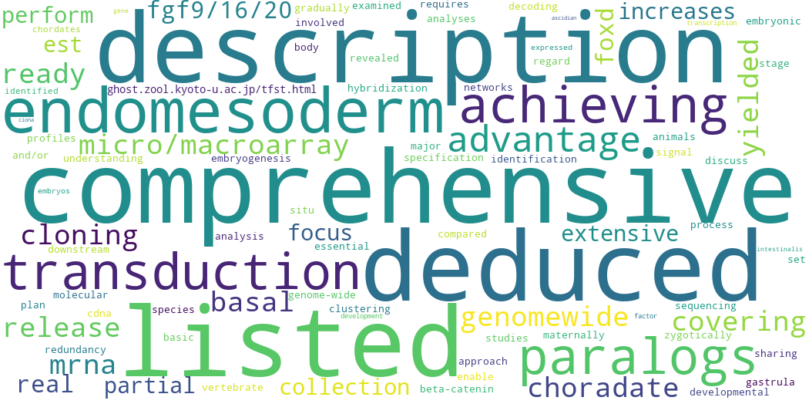 perform fgf9/16/20 gradually examined requires decoding increases
involved analyses ascidian foxd embryonic gene
est description chordates body regard expressed transcription stage
ready revealed identified yielded
ghost.zool.kyoto-u.ac.jp/tfst.html hybridization networks
endomesoderm achieving
ciona profiles micro/macroarray major advantage animals
and/or understanding embryogenesis specification identification signal discuss
embryos comprehensive
situ process
cloning analysis focus compared extensive
downstream essential intestinalis
transduction deduced set
molecular basal genome-wide
plan cdna species clustering sequencing
release basic listed development studies genomewide factor covering
redundancy maternally zygotically
mrna approach paralogs sharing
real partial enable gastrula
vertebrate collection beta-catenin choradate developmental